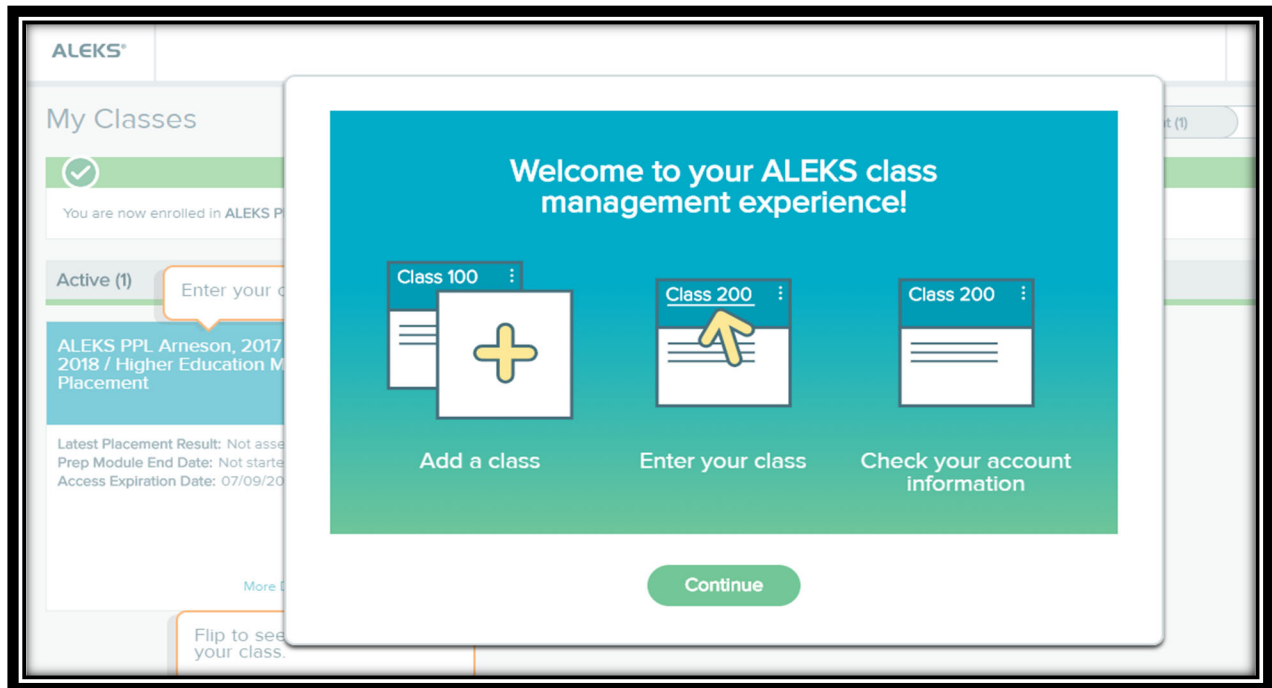 ALEKS®
My Classes
nt (1)
You are now enrolled in ALEKS P
Active (1)
Enter your c
ALEKS PPL Arneson, 2017
2018 / Higher Education M
Placement
Latest Placement Result: Not asse
Prep Module End Date: Not starte
Access Expiration Date: 07/09/20
More
Flip to see
your class.
Welcome to your ALEKS class
management experience!
Class 100
Class 200
Class 200
Add a class
Enter your class
Check your account
information
Continue